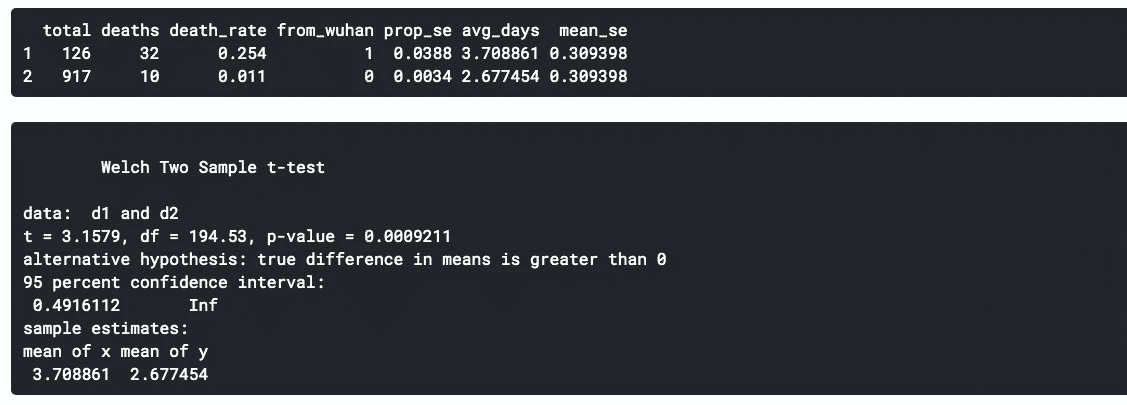 total deaths death_rate from_wuhan prop_se avg_days mean_se
1 126 32 0.254 1 0.0388 3.708861 0.309398
2 917 10 0.011 0 0.0034 2.677454 0.309398
Welch Two Sample t-test
data: d1 and d2
t = 3.1579, df = 194.53, p-value = 0.0009211
alternative hypothesis: true difference in means is greater than 0
95 percent confidence interval:
0.4916112 Inf
sample estimates:
mean of x mean of y
3.708861 2.677454